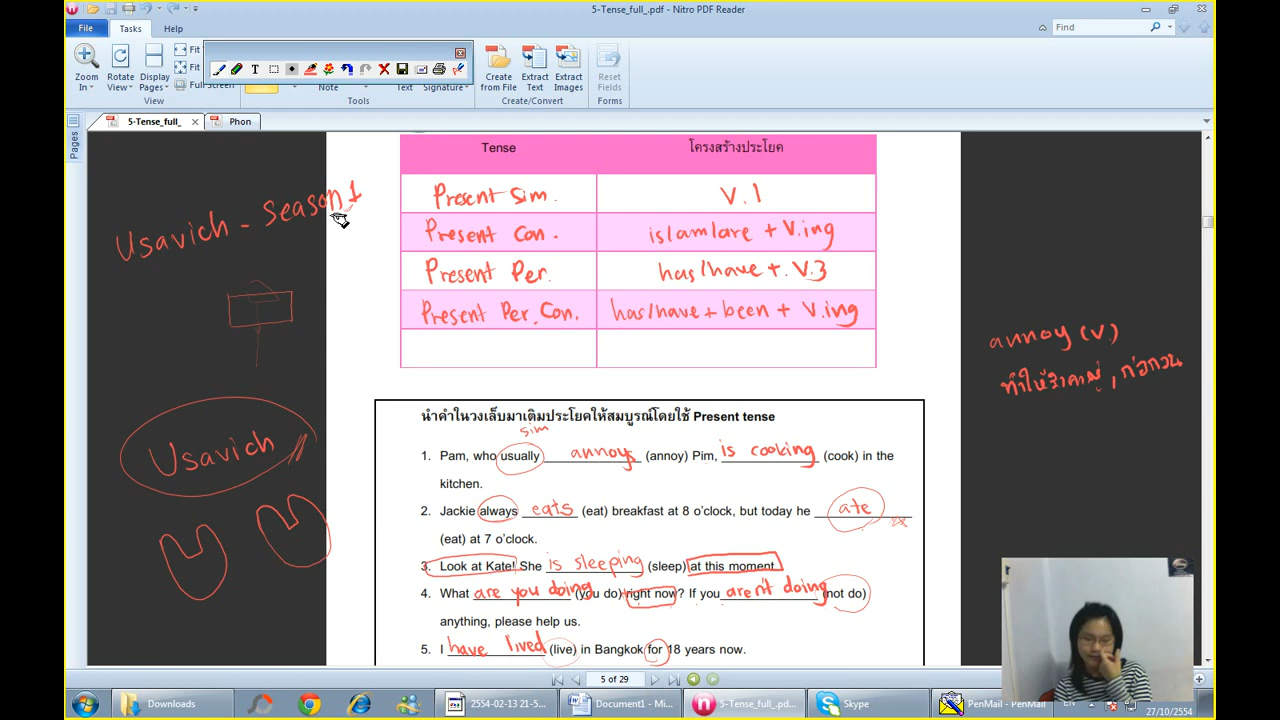 5-Tense_full_.pdf - Nitro PDF Reader
File Tasks Help Find
Zoom In Rotate View Display Pages Fit Fit Full Screen Note Text Signature Create from File Extract Text Extract Images Reset Fields
View Tools Create/Convert Forms
5-Tense_full_ Phon
Pages
Tense โครงสร้างประโยค
Present Sim. V.1
Present Con. is/am/are + V.ing
Present Per. has/have + V.3
Present Per. Con. has/have + been + V.ing
Usavich - Season 1
Usavich
annoy (v.)
ทำให้รำคาญ, ก่อกวน
นำคำในวงเล็บมาเติมประโยคให้สมบูรณ์โดยใช้ Present tense
sim
1. Pam, who usually annoys (annoy) Pim, is cooking (cook) in the
kitchen.
2. Jackie always eats (eat) breakfast at 8 o'clock, but today he ate
(eat) at 7 o'clock.
3. Look at Kate! She is sleeping (sleep) at this moment.
4. What are you doing (you do) right now? If you aren't doing (not do)
anything, please help us.
5. I have lived (live) in Bangkok for 18 years now.
5 of 29
Downloads 2554-02-13 21-5... Document1 - Mi... 5-Tense_full_.pd... Skype PenMail - PenMail EN
27/10/2554